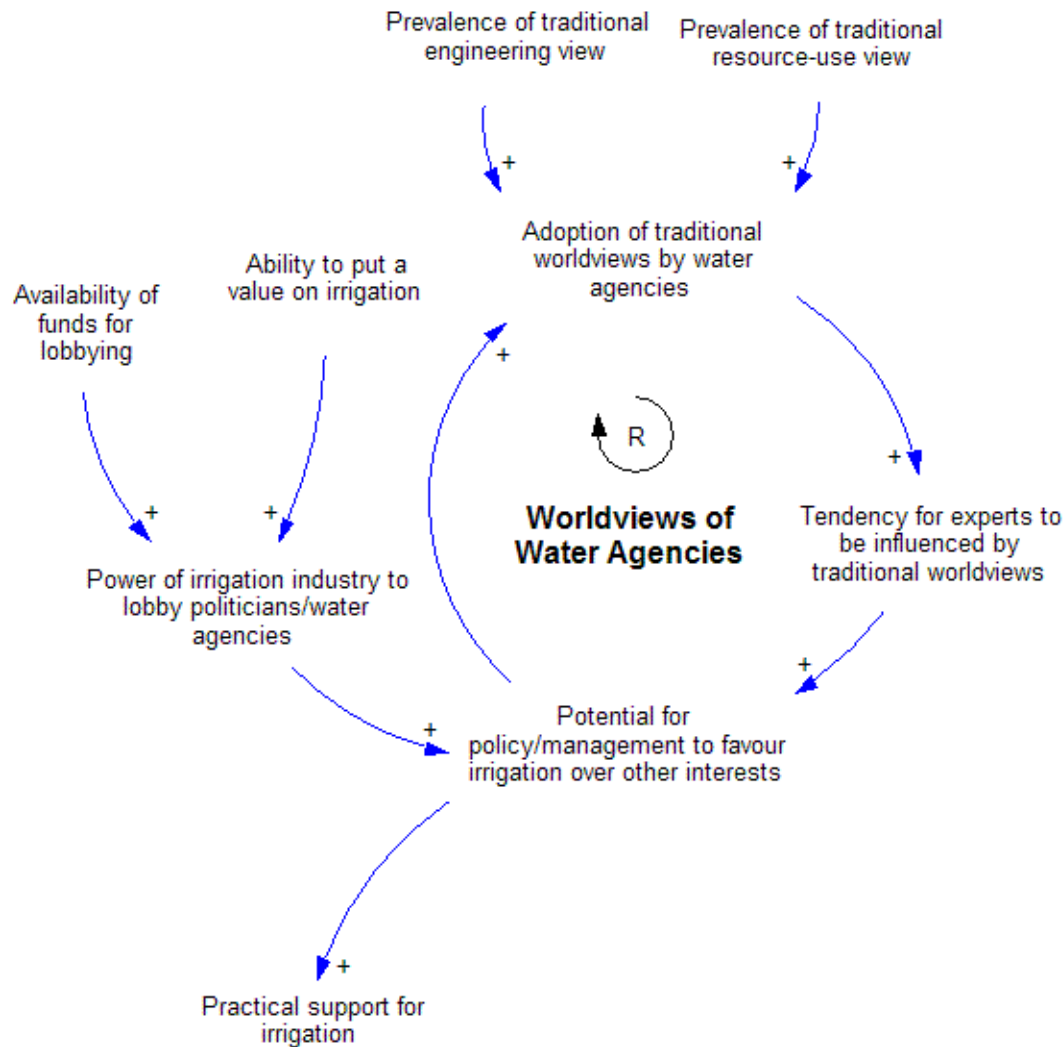 Prevalence of traditional
engineering view
Prevalence of traditional
resource-use view
+
+
Adoption of traditional
worldviews by water
agencies
Ability to put a
value on irrigation
Availability of
funds for
lobbying
+
R
+
Worldviews of
Water Agencies
+
+
Tendency for experts to
be influenced by
traditional worldviews
Power of irrigation industry to
lobby politicians/water
agencies
+
+
Potential for
policy/management to favour
irrigation over other interests
+
Practical support for
irrigation